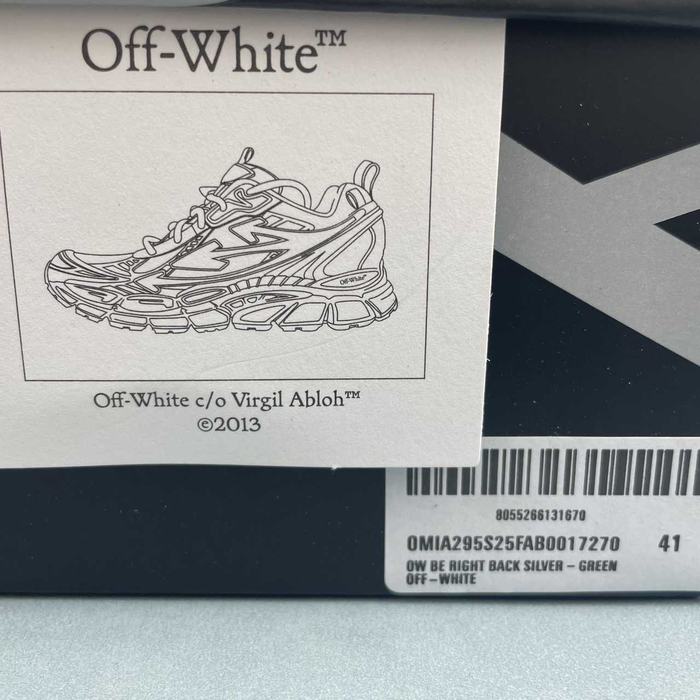 Off-White™
Off-White™
Off-White c/o Virgil Abloh™
©2013
8055266131670
OMIA295S25FAB0017270 41
OW BE RIGHT BACK SILVER – GREEN
OFF-WHITE